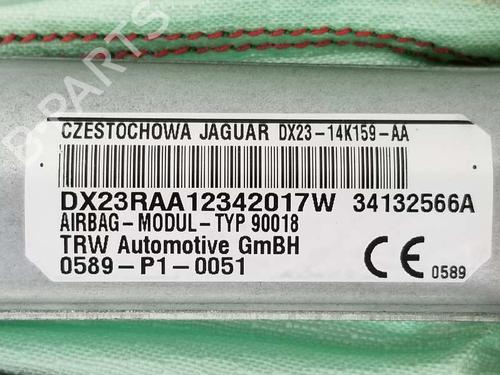 CZESTOCHOWA JAGUAR DX23-14K159-AA
DX23RAA12342017W 34132566A
AIRBAG-MODUL-TYP 90018
TRW Automotive GmBH
0589-P1-0051
CE 0589
B-PARTS